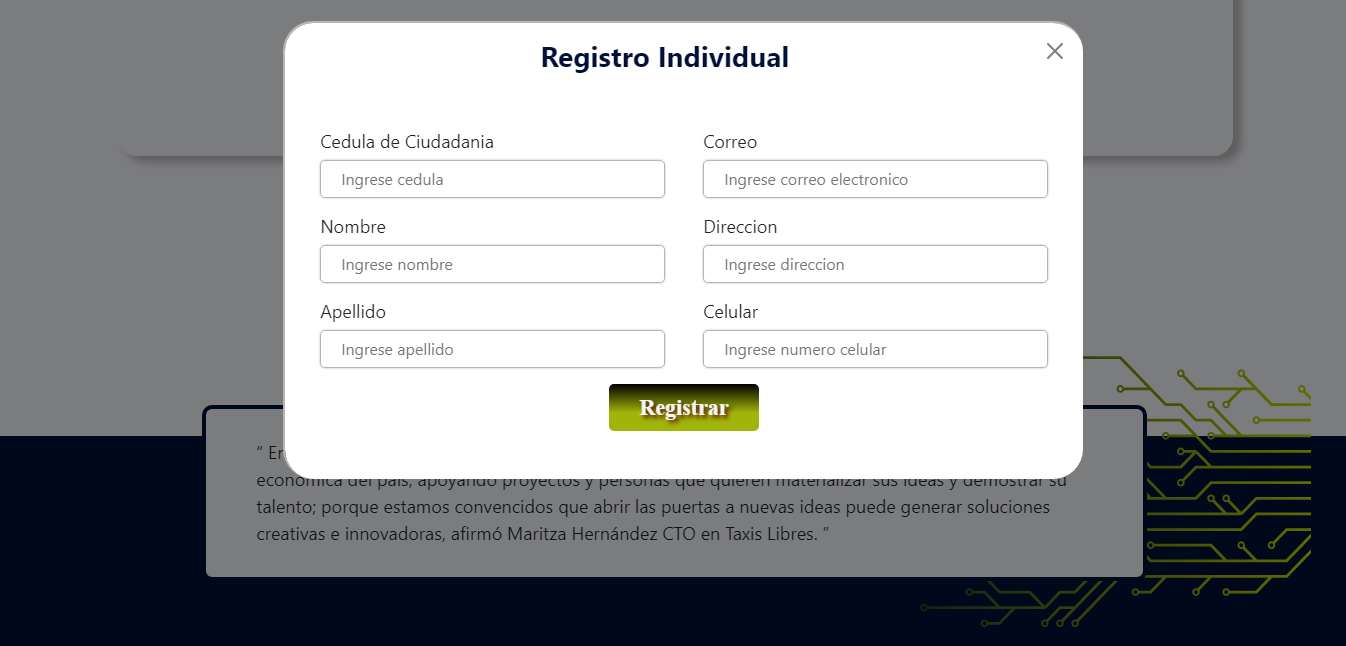 Registro Individual
Cedula de Ciudadania
Ingrese cedula
Nombre
Ingrese nombre
Apellido
Ingrese apellido
Correo
Ingrese correo electronico
Direccion
Ingrese direccion
Celular
Ingrese numero celular
Registrar
“
economica del país, apoyando proyectos y personas que quieren materializar sus ideas y demostrar su
talento; porque estamos convencidos que abrir las puertas a nuevas ideas puede generar soluciones
creativas e innovadoras, afirmó Maritza Hernández CTO en Taxis Libres. ”